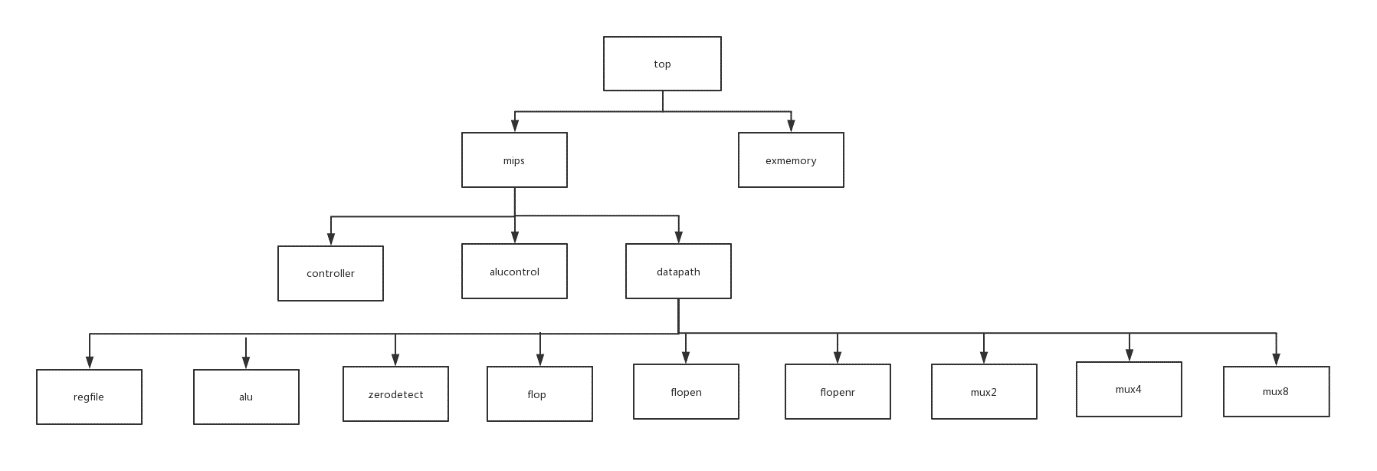 top
mips
exmemory
controller
alucontrol
datapath
regfile
alu
zerodetect
flop
flopen
flopenr
mux2
mux4
mux8